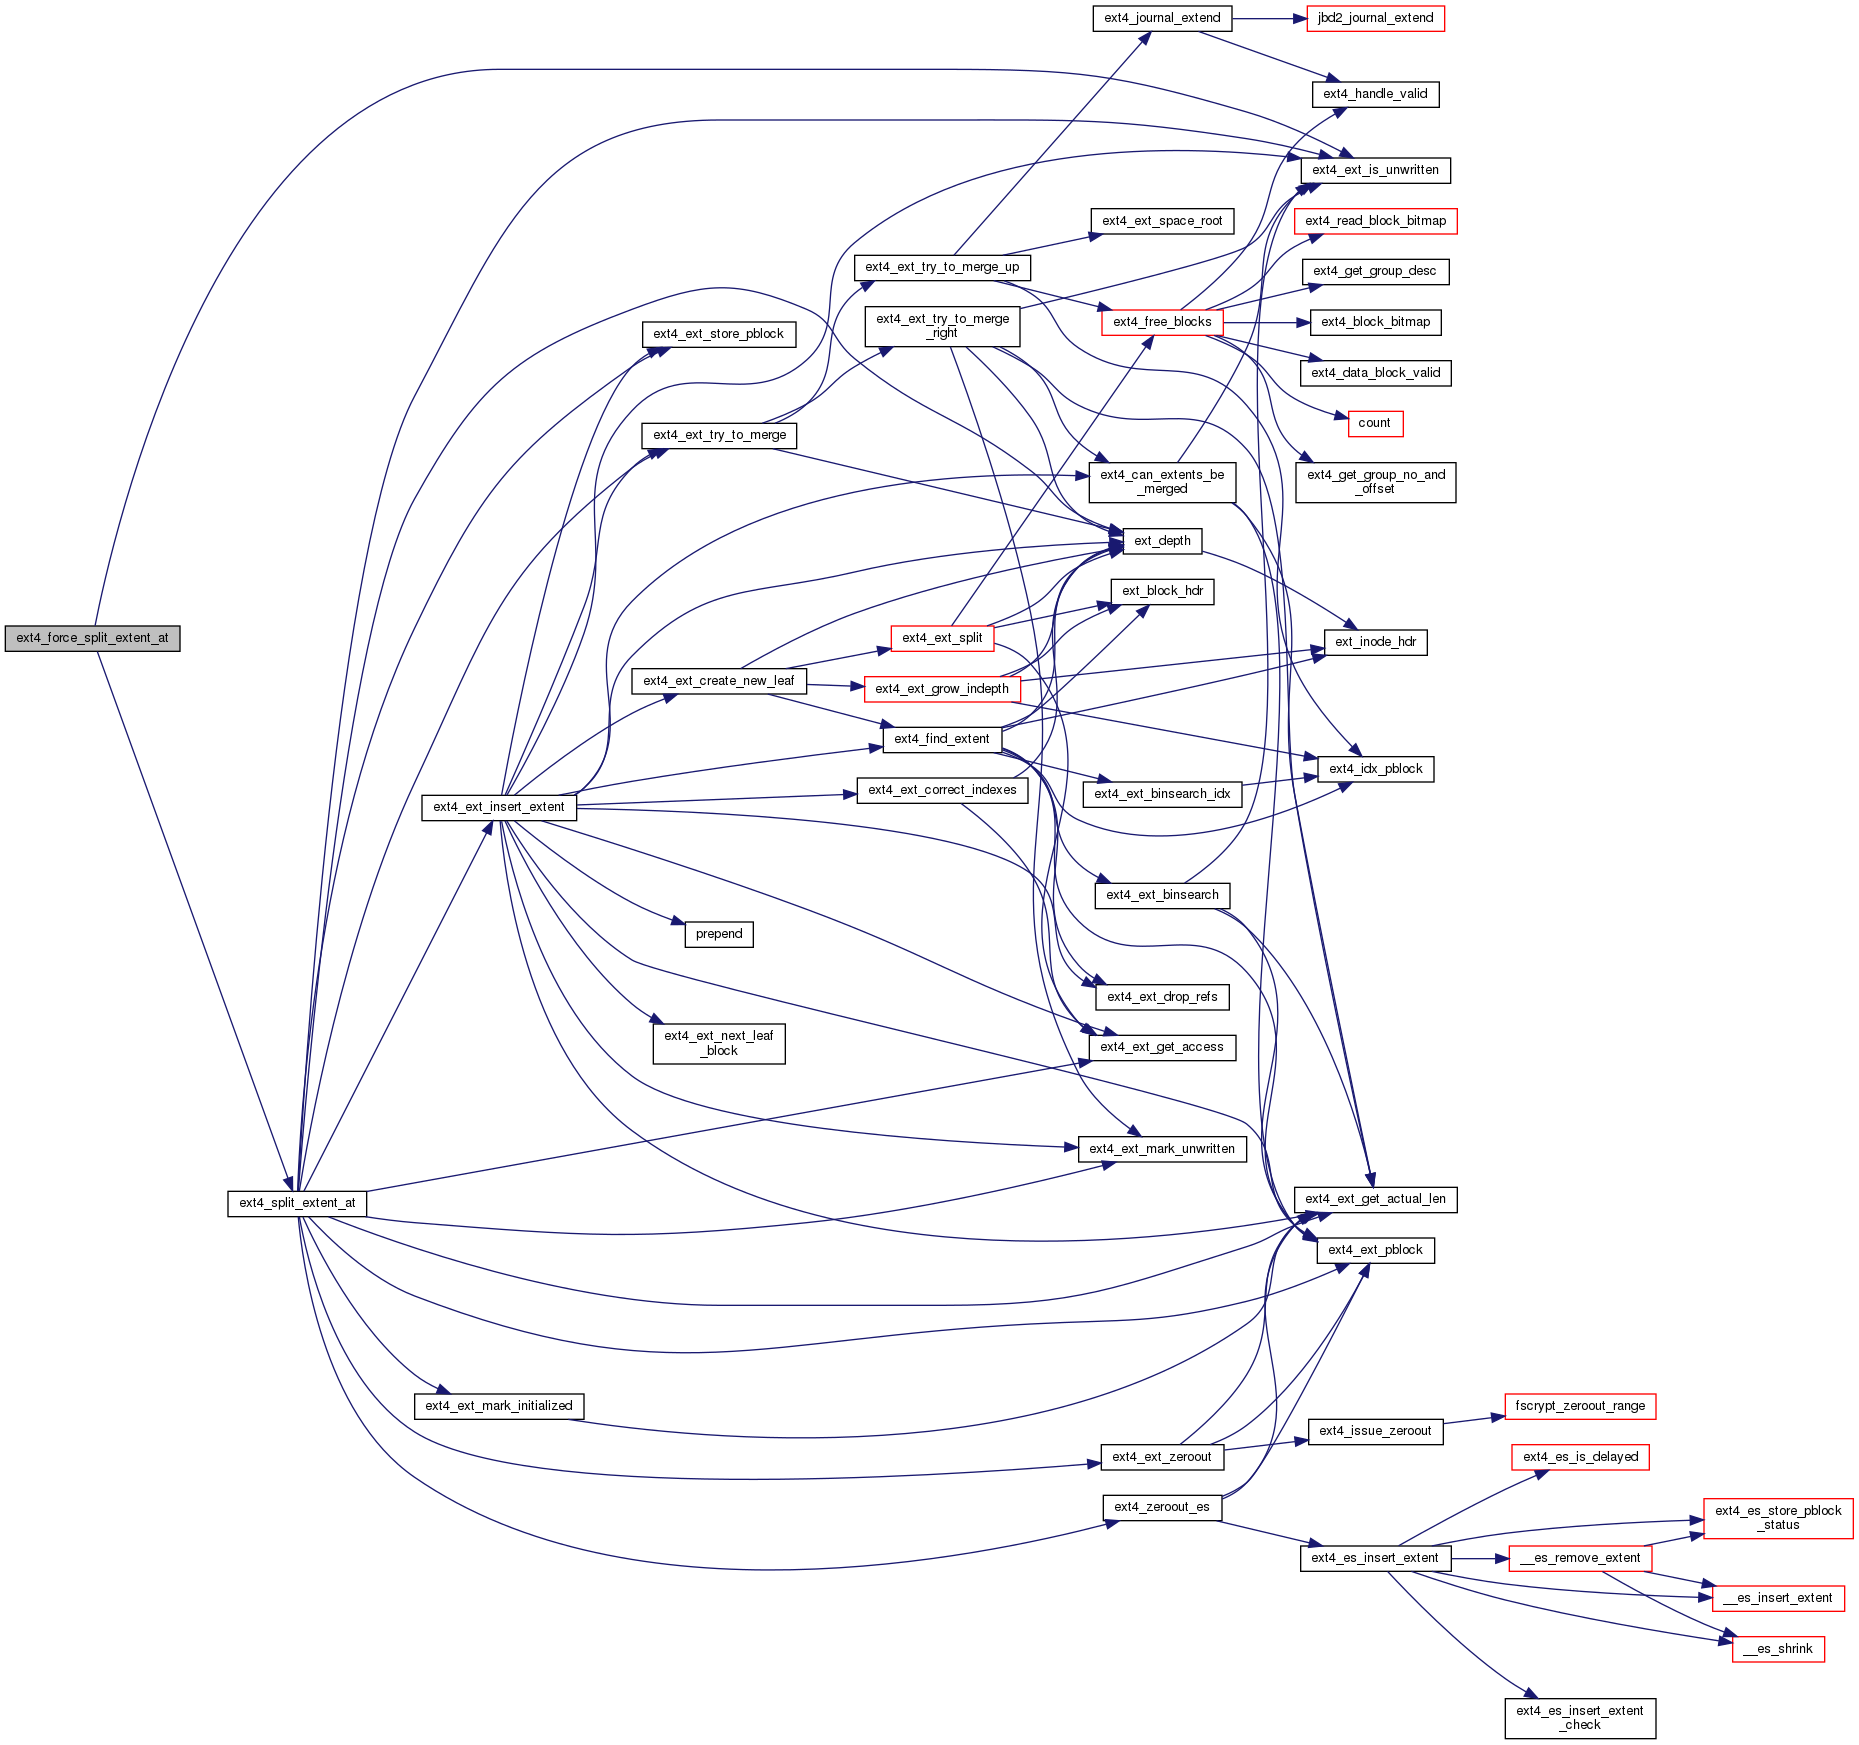 ext4_journal_extend
jbd2_journal_extend
ext4_handle_valid
ext4_ext_is_unwritten
ext4_ext_space_root
ext4_read_block_bitmap
ext4_ext_try_to_merge_up
ext4_get_group_desc
ext4_ext_try_to_merge
_right
ext4_free_blocks
ext4_block_bitmap
ext4_ext_store_pblock
ext4_data_block_valid
count
ext4_ext_try_to_merge
ext4_can_extents_be
_merged
ext4_get_group_no_and
_offset
ext_depth
ext_block_hdr
ext4_force_split_extent_at
ext4_ext_split
ext_inode_hdr
ext4_ext_create_new_leaf
ext4_ext_grow_indepth
ext4_find_extent
ext4_idx_pblock
ext4_ext_correct_indexes
ext4_ext_binsearch_idx
ext4_ext_insert_extent
ext4_ext_binsearch
prepend
ext4_ext_drop_refs
ext4_ext_next_leaf
_block
ext4_ext_get_access
ext4_ext_mark_unwritten
ext4_split_extent_at
ext4_ext_get_actual_len
ext4_ext_pblock
ext4_ext_mark_initialized
fscrypt_zeroout_range
ext4_issue_zeroout
ext4_ext_zeroout
ext4_es_is_delayed
ext4_zeroout_es
ext4_es_store_pblock
_status
ext4_es_insert_extent
__es_remove_extent
__es_insert_extent
__es_shrink
ext4_es_insert_extent
_check